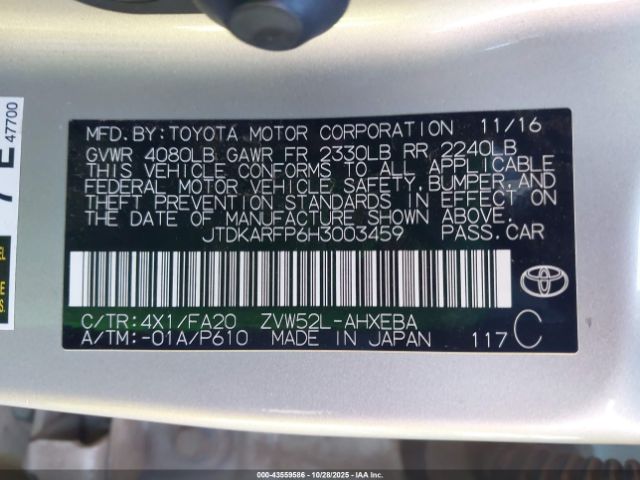 MFD.BY:TOYOTA MOTOR CORPORATION 11/16
GVWR 4080LB GAWR FR 2330LB RR 2240LB
THIS VEHICLE CONFORMS TO ALL APPLICABLE
FEDERAL MOTOR VEHICLE SAFETY, BUMPER, AND
THEFT PREVENTION STANDARDS IN EFFECT ON
THE DATE OF MANUFACTURE SHOWN ABOVE.
JTDKARFP6H3003459 PASS.CAR
C/TR:4X1/FA20 ZVW52L-AHXEBA
A/TM:-01A/P610 MADE IN JAPAN 117C
47700
000-43559586 | 10/28/2025 | IAAI, Inc.